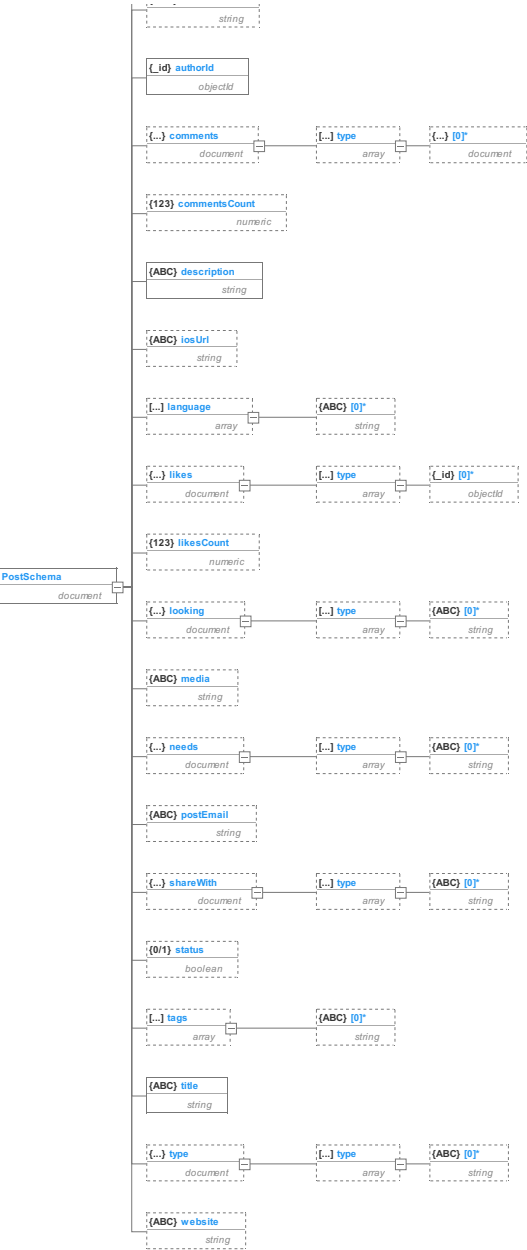 string
{_id} authorId
objectId
{...} comments [...] type {...} [0]*
document array document
{123} commentsCount
numeric
{ABC} description
string
{ABC} iosUrl
string
[...] language {ABC} [0]*
array string
{...} likes [...] type {_id} [0]*
document array objectId
{123} likesCount
numeric
PostSchema
document
{...} looking [...] type {ABC} [0]*
document array string
{ABC} media
string
{...} needs [...] type {ABC} [0]*
document array string
{ABC} postEmail
string
{...} shareWith [...] type {ABC} [0]*
document array string
{0/1} status
boolean
[...] tags {ABC} [0]*
array string
{ABC} title
string
{...} type [...] type {ABC} [0]*
document array string
{ABC} website
string